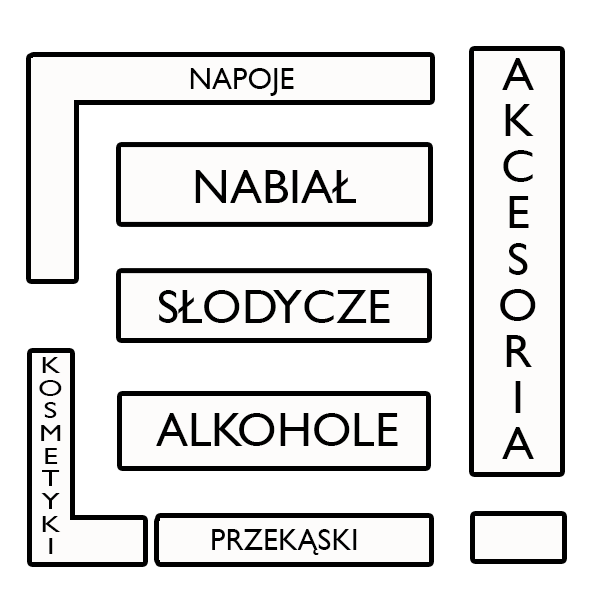 NAPOJE
AKCESORIA
NABIAŁ
SŁODYCZE
KOSMETYKI
ALKOHOLE
PRZEKĄSKI